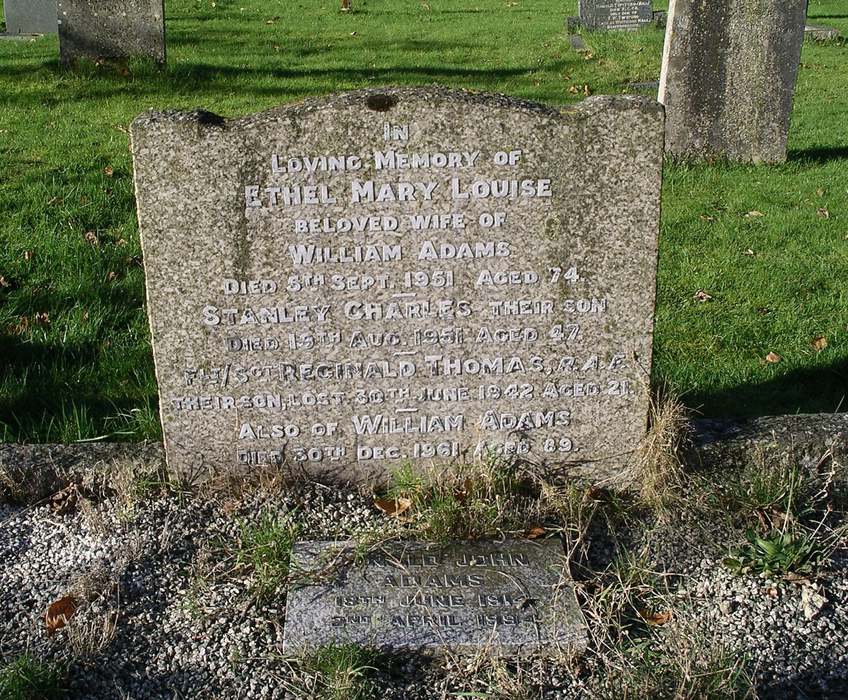 IN
LOVING MEMORY OF
ETHEL MARY LOUISE
BELOVED WIFE OF
WILLIAM ADAMS
DIED 5TH SEPT. 1951 AGED 74.
STANLEY CHARLES THEIR SON
DIED 15TH AUG. 1951 AGED 47.
FLT/SGT REGINALD THOMAS, R.A.F.
THEIR SON, LOST 30TH JUNE 1942 AGED 21.
ALSO OF WILLIAM ADAMS
DIED 30TH DEC. 1961 AGED 89.
JOHN
ADAMS
18TH JUNE
2ND APRIL